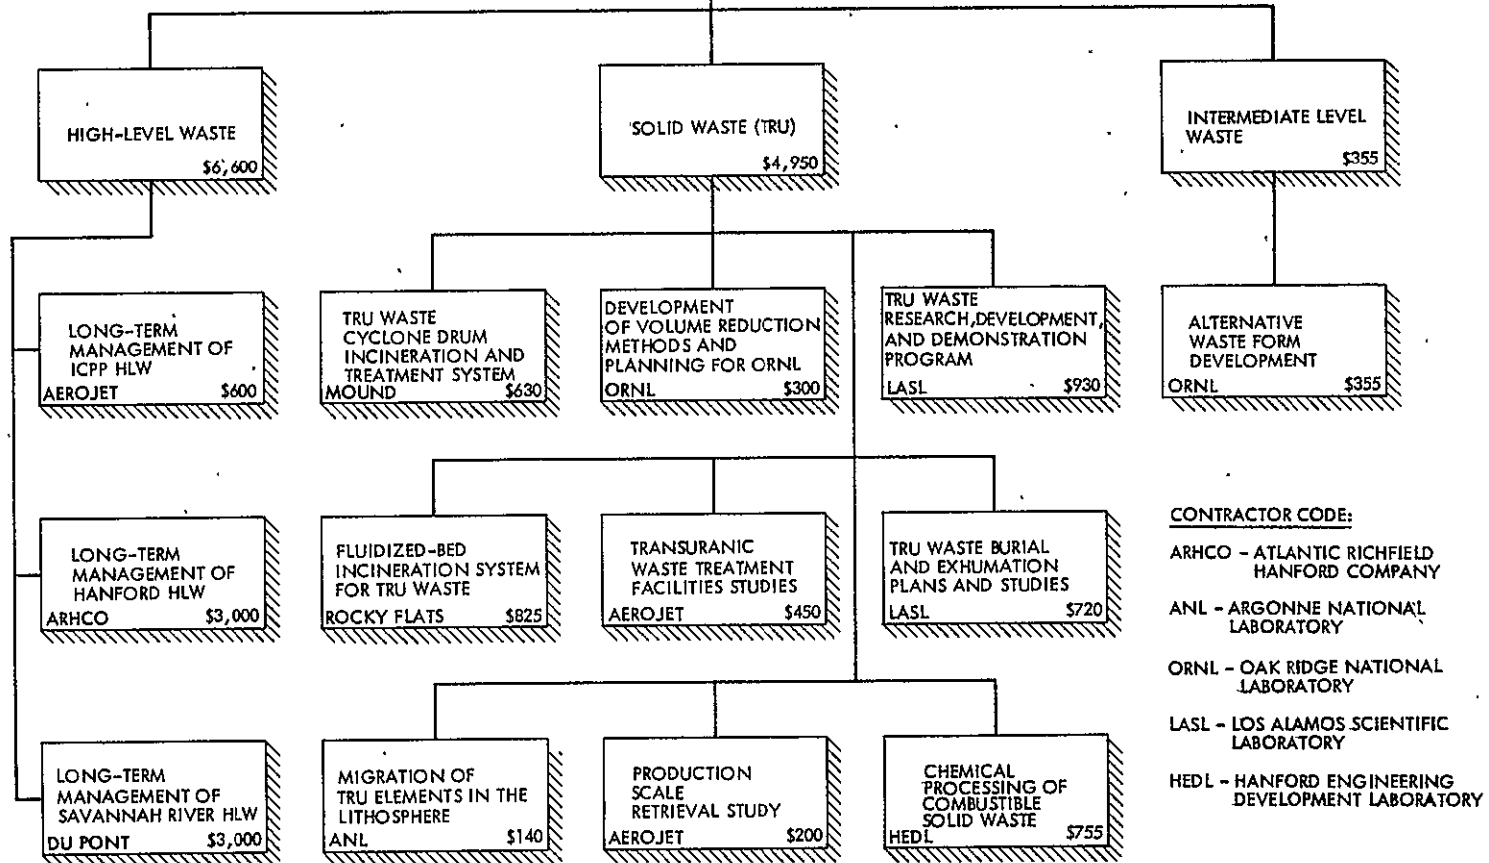 HIGH-LEVEL WASTE
$6,600
SOLID WASTE (TRU)
$4,950
INTERMEDIATE LEVEL
WASTE
$355
LONG-TERM
MANAGEMENT OF
ICPP HLW
AEROJET $600
TRU WASTE
CYCLONE DRUM
INCINERATION AND
TREATMENT SYSTEM
MOUND $630
DEVELOPMENT
OF VOLUME REDUCTION
METHODS AND
PLANNING FOR ORNL
ORNL $300
TRU WASTE
RESEARCH, DEVELOPMENT,
AND DEMONSTRATION
PROGRAM
LASL $930
ALTERNATIVE
WASTE FORM
DEVELOPMENT
ORNL $355
LONG-TERM
MANAGEMENT OF
HANFORD HLW
ARHCO $3,000
FLUIDIZED-BED
INCINERATION SYSTEM
FOR TRU WASTE
ROCKY FLATS $825
TRANSURANIC
WASTE TREATMENT
FACILITIES STUDIES
AEROJET $450
TRU WASTE BURIAL
AND EXHUMATION
PLANS AND STUDIES
LASL $720
LONG-TERM
MANAGEMENT OF
SAVANNAH RIVER HLW
DU PONT $3,000
MIGRATION OF
TRU ELEMENTS IN THE
LITHOSPHERE
ANL $140
PRODUCTION
SCALE
RETRIEVAL STUDY
AEROJET $200
CHEMICAL
PROCESSING OF
COMBUSTIBLE
SOLID WASTE
HEDL $755
CONTRACTOR CODE:
ARHCO - ATLANTIC RICHFIELD
HANFORD COMPANY
ANL - ARGONNE NATIONAL
LABORATORY
ORNL - OAK RIDGE NATIONAL
LABORATORY
LASL - LOS ALAMOS SCIENTIFIC
LABORATORY
HEDL - HANFORD ENGINEERING
DEVELOPMENT LABORATORY